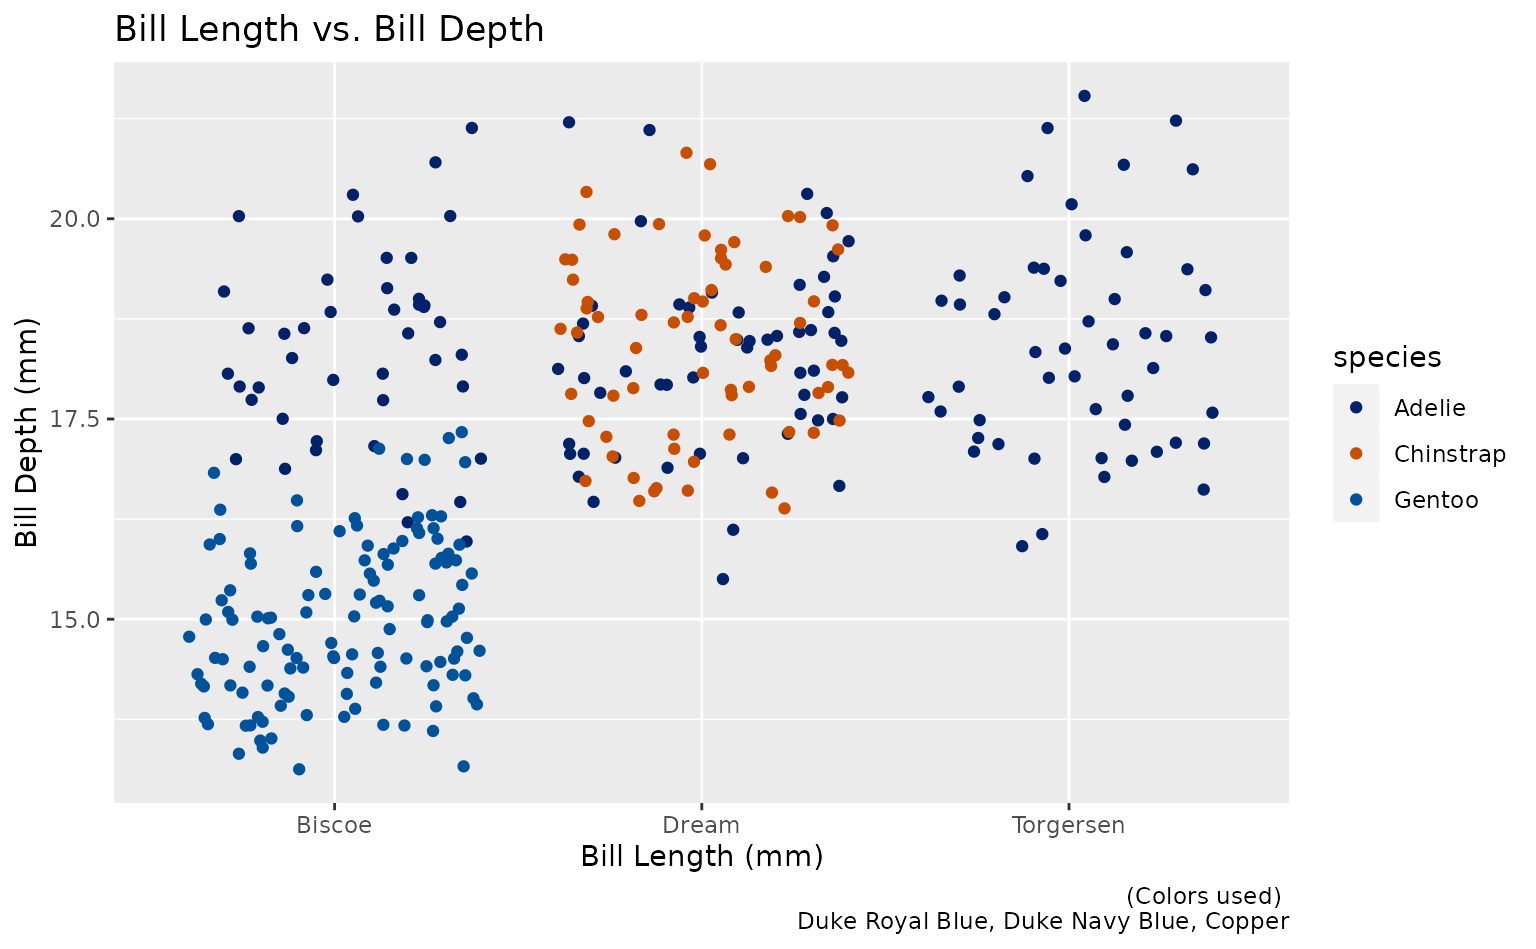 Bill Length vs. Bill Depth
Bill Depth (mm)
20.0
17.5
15.0
Biscoe
Dream
Torgersen
Bill Length (mm)
species
Adelie
Chinstrap
Gentoo
(Colors used)
Duke Royal Blue, Duke Navy Blue, Copper